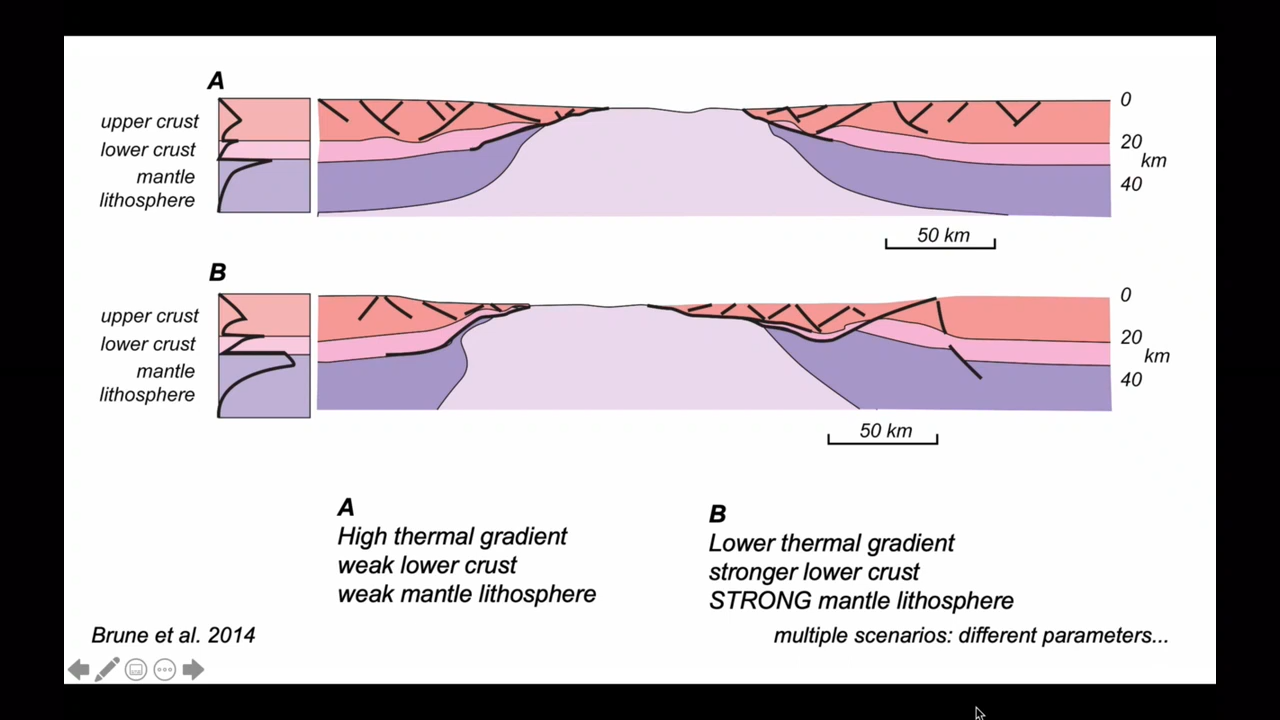 A
upper crust
lower crust
mantle
lithosphere
0
20
km
40
50 km
B
upper crust
lower crust
mantle
lithosphere
0
20
km
40
50 km
A
High thermal gradient
weak lower crust
weak mantle lithosphere
B
Lower thermal gradient
stronger lower crust
STRONG mantle lithosphere
Brune et al. 2014
multiple scenarios: different parameters...